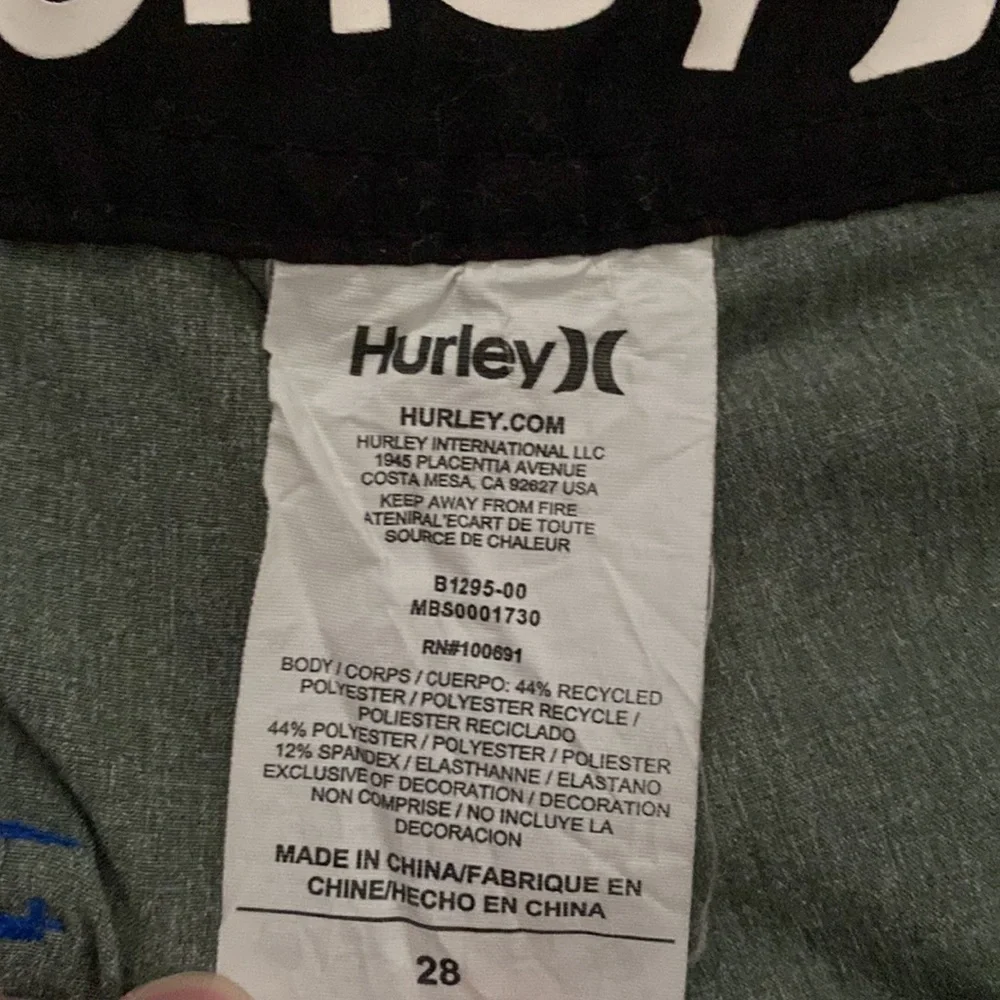 Hurley
HURLEY.COM
HURLEY INTERNATIONAL LLC
1945 PLACENTIA AVENUE
COSTA MESA, CA 92627 USA
KEEP AWAY FROM FIRE
ATENIRAL'ECART DE TOUTE
SOURCE DE CHALEUR
B1295-00
MBS0001730
RN#100691
BODY / CORPS / CUERPO: 44% RECYCLED
POLYESTER / POLYESTER RECYCLE /
POLIESTER RECICLADO
44% POLYESTER / POLYESTER / POLIESTER
12% SPANDEX / ELASTHANNE / ELASTANO
EXCLUSIVE OF DECORATION / DECORATION
NON COMPRISE / NO INCLUYE LA
DECORACION
MADE IN CHINA/FABRIQUE EN
CHINE/HECHO EN CHINA
28